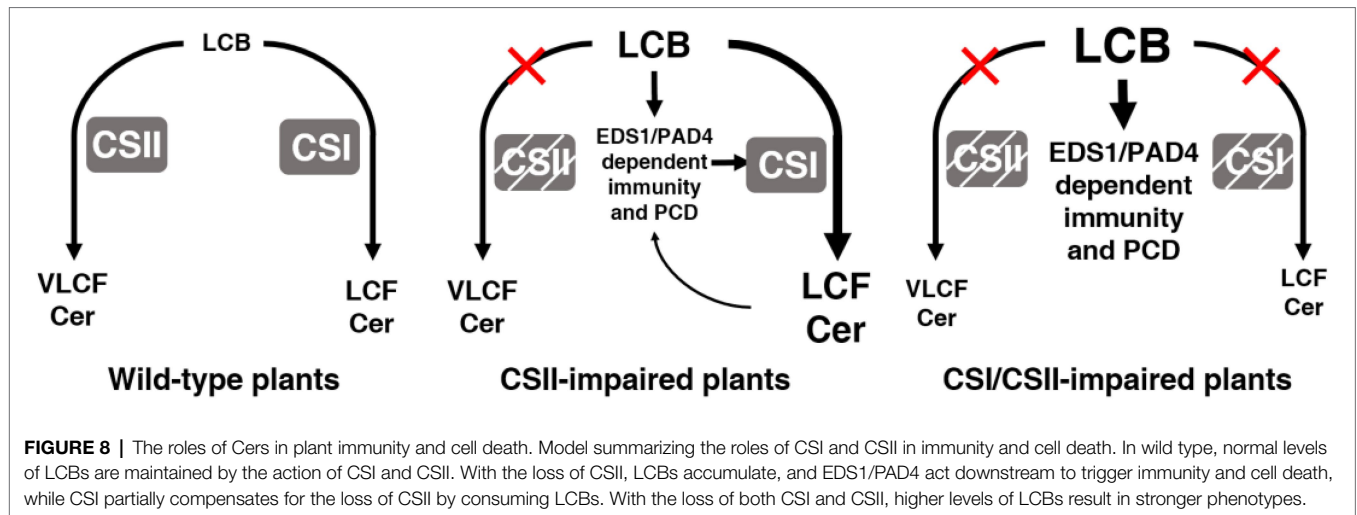 LCB
CSII
CSI
VLCF
Cer
LCF
Cer
Wild-type plants
LCB
EDS1/PAD4
dependent
immunity
and PCD
CSII
CSI
VLCF
Cer
LCF
Cer
CSII-impaired plants
LCB
CSII
EDS1/PAD4
dependent
immunity
and PCD
CSI
VLCF
Cer
LCF
Cer
CSI/CSII-impaired plants
FIGURE 8 | The roles of Cers in plant immunity and cell death. Model summarizing the roles of CSI and CSII in immunity and cell death. In wild type, normal levels
of LCBs are maintained by the action of CSI and CSII. With the loss of CSII, LCBs accumulate, and EDS1/PAD4 act downstream to trigger immunity and cell death,
while CSI partially compensates for the loss of CSII by consuming LCBs. With the loss of both CSI and CSII, higher levels of LCBs result in stronger phenotypes.